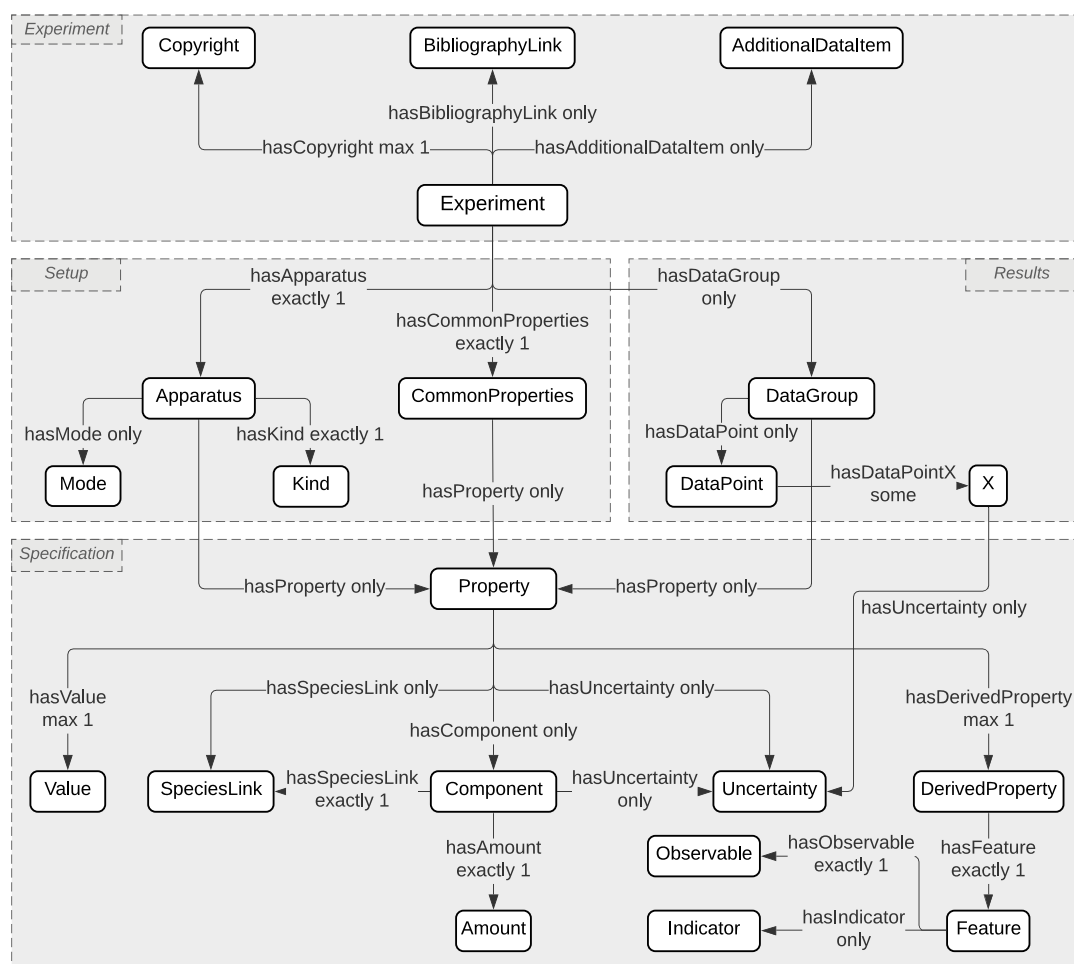 Experiment
Copyright
BibliographyLink
AdditionalDataItem
hasBibliographyLink only
hasCopyright max 1
hasAdditionalDataItem only
Experiment
Setup
Results
hasApparatus
exactly 1
hasDataGroup
only
hasCommonProperties
exactly 1
Apparatus
CommonProperties
DataGroup
hasMode only
hasKind exactly 1
hasDataPoint only
Mode
Kind
DataPoint
hasDataPointX
some
X
hasProperty only
Specification
hasProperty only
Property
hasProperty only
hasUncertainty only
hasValue
max 1
hasSpeciesLink only
hasUncertainty only
hasDerivedProperty
max 1
hasComponent only
Value
SpeciesLink
hasSpeciesLink
exactly 1
Component
hasUncertainty
only
Uncertainty
DerivedProperty
hasAmount
exactly 1
Observable
hasObservable
exactly 1
hasFeature
exactly 1
Amount
Indicator
hasIndicator
only
Feature